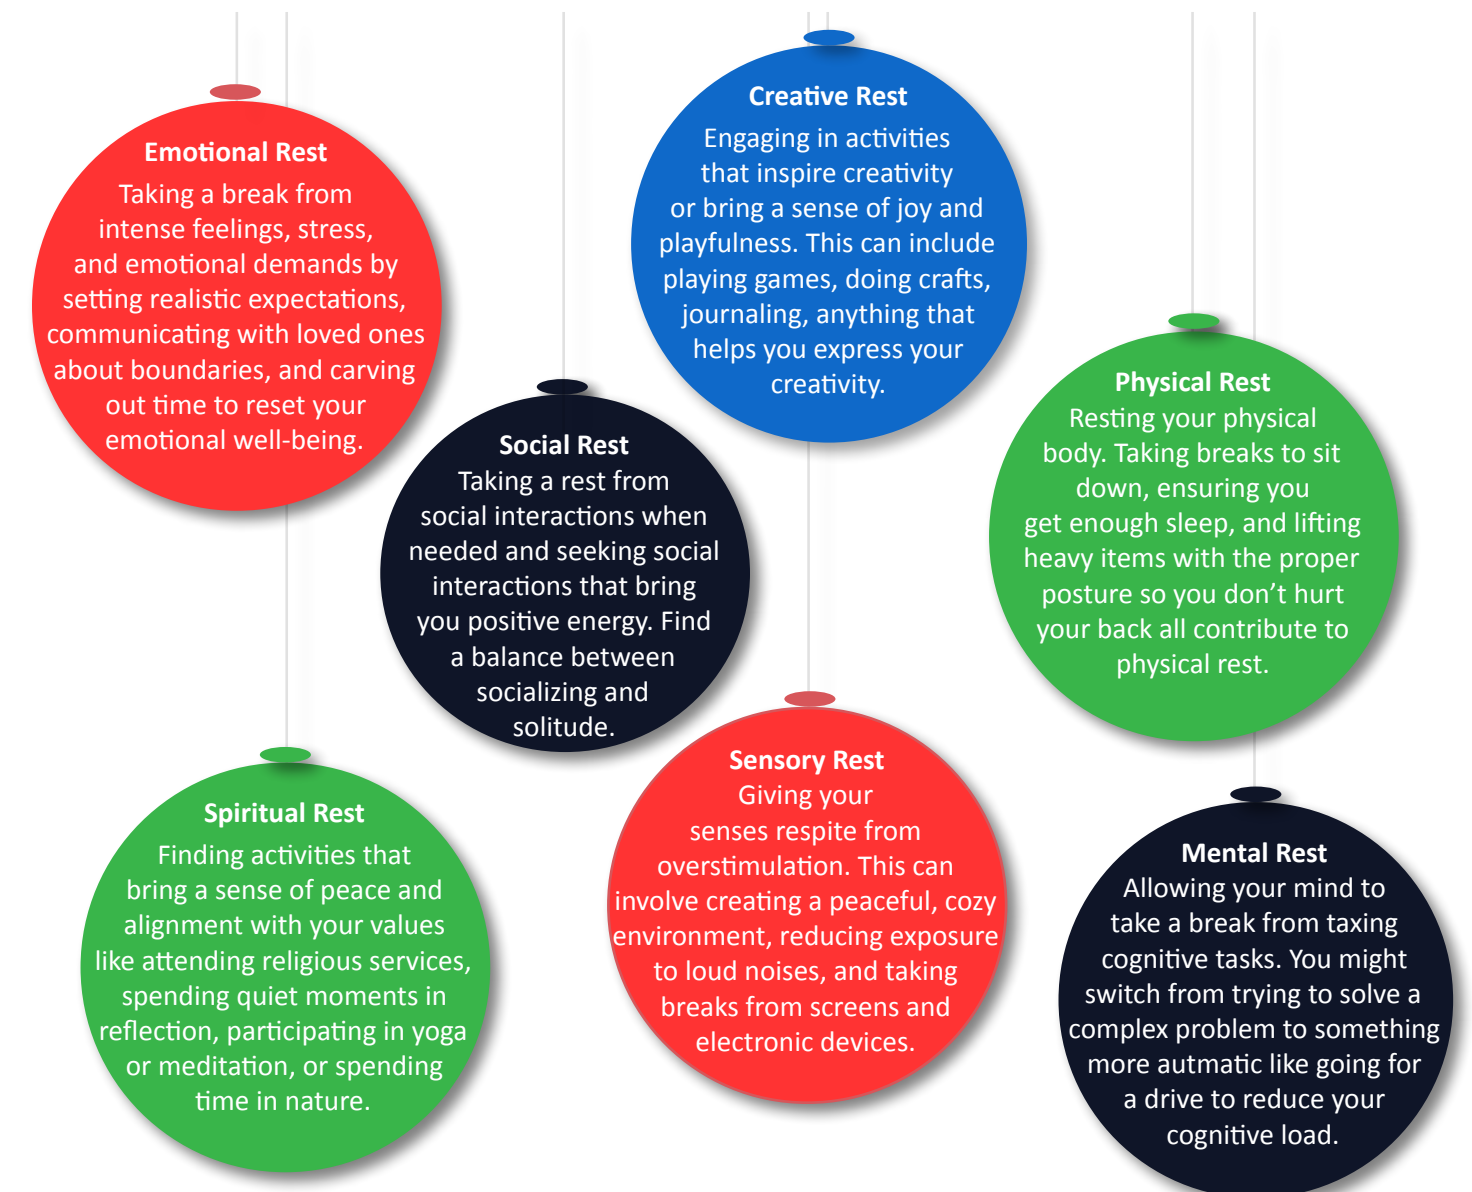 Emotional Rest
Taking a break from
intense feelings, stress,
and emotional demands by
setting realistic expectations,
communicating with loved ones
about boundaries, and carving
out time to reset your
emotional well-being.
Creative Rest
Engaging in activities
that inspire creativity
or bring a sense of joy and
playfulness. This can include
playing games, doing crafts,
journaling, anything that
helps you express your
creativity.
Social Rest
Taking a rest from
social interactions when
needed and seeking social
interactions that bring
you positive energy. Find
a balance between
socializing and
solitude.
Physical Rest
Resting your physical
body. Taking breaks to sit
down, ensuring you
get enough sleep, and lifting
heavy items with the proper
posture so you don’t hurt
your back all contribute to
physical rest.
Spiritual Rest
Finding activities that
bring a sense of peace and
alignment with your values
like attending religious services,
spending quiet moments in
reflection, participating in yoga
or meditation, or spending
time in nature.
Sensory Rest
Giving your
senses respite from
overstimulation. This can
involve creating a peaceful, cozy
environment, reducing exposure
to loud noises, and taking
breaks from screens and
electronic devices.
Mental Rest
Allowing your mind to
take a break from taxing
cognitive tasks. You might
switch from trying to solve a
complex problem to something
more autmatic like going for
a drive to reduce your
cognitive load.